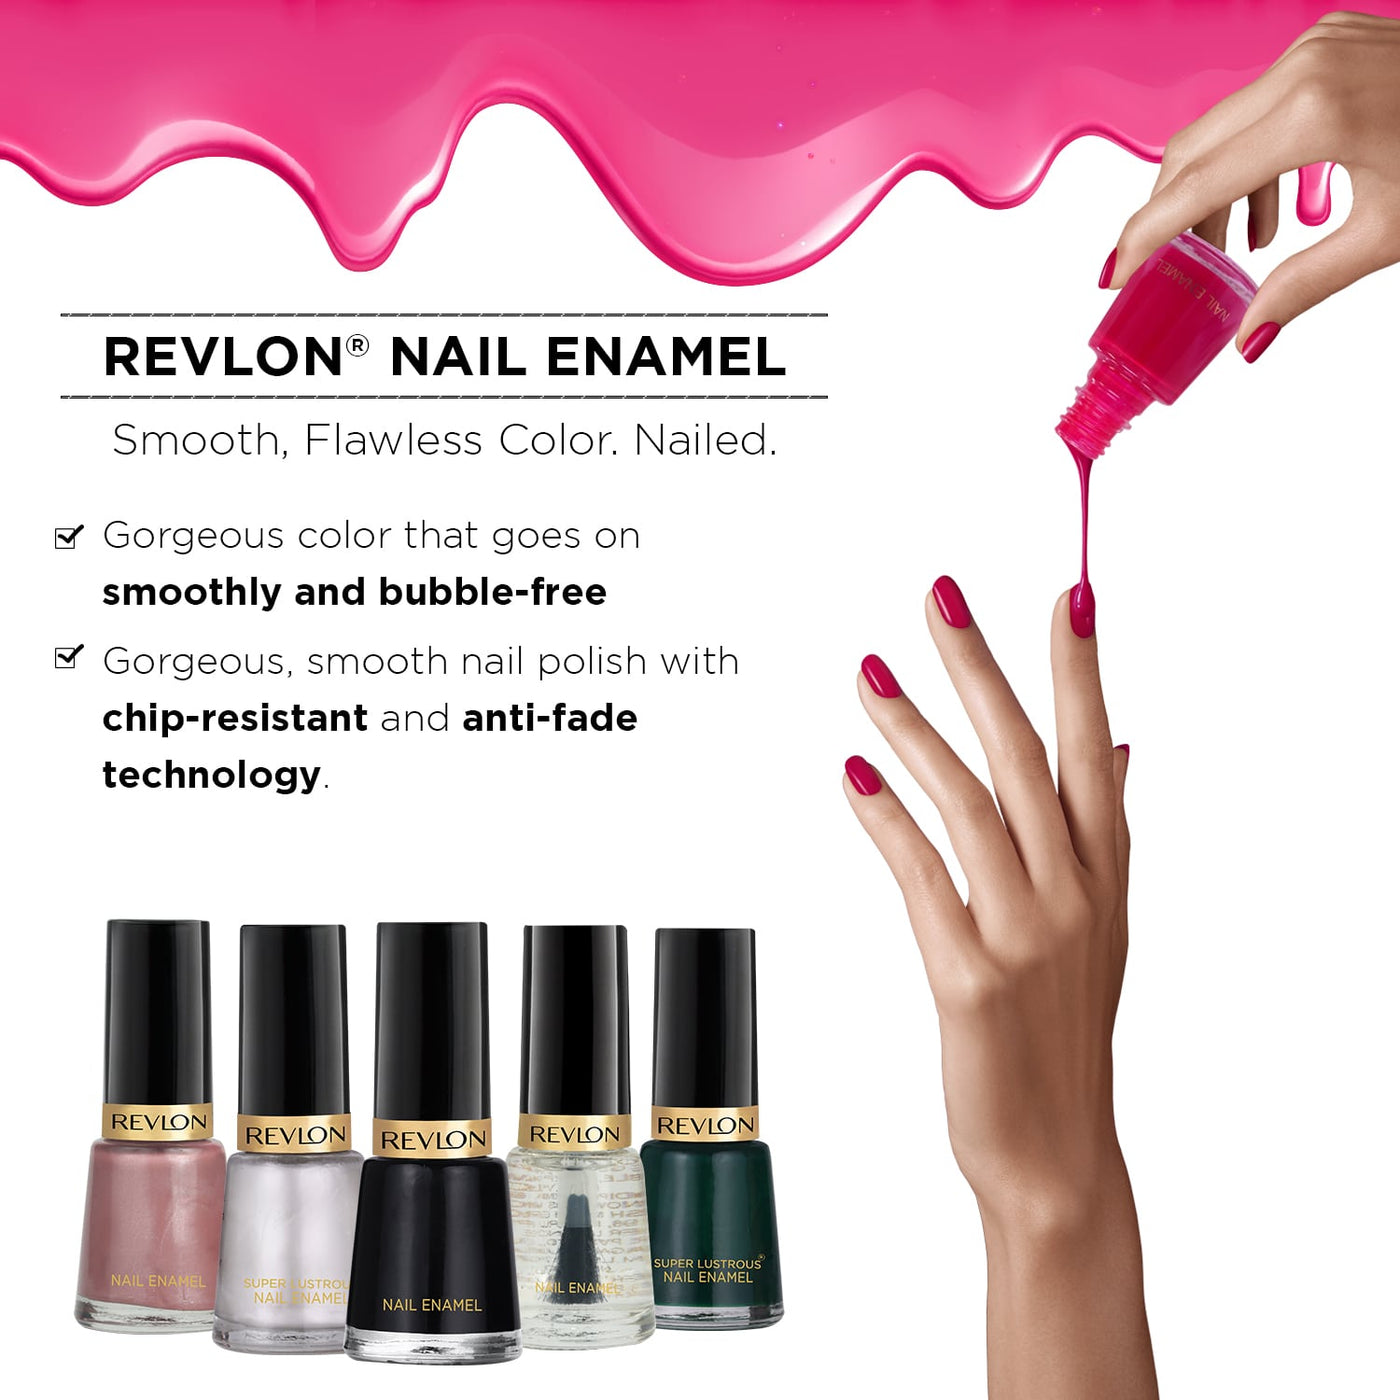 NAIL ENAMEL
REVLON® NAIL ENAMEL
Smooth, Flawless Color. Nailed.
Gorgeous color that goes on
smoothly and bubble-free
Gorgeous, smooth nail polish with
chip-resistant and anti-fade
technology.
REVLON
NAIL ENAMEL
REVLON
SUPER LUSTROU
NAIL ENAMEL
REVLON
NAIL ENAMEL
REVLON
NAIL ENAMEL
REVLON
SUPER LUSTROUS®
NAIL ENAMEL